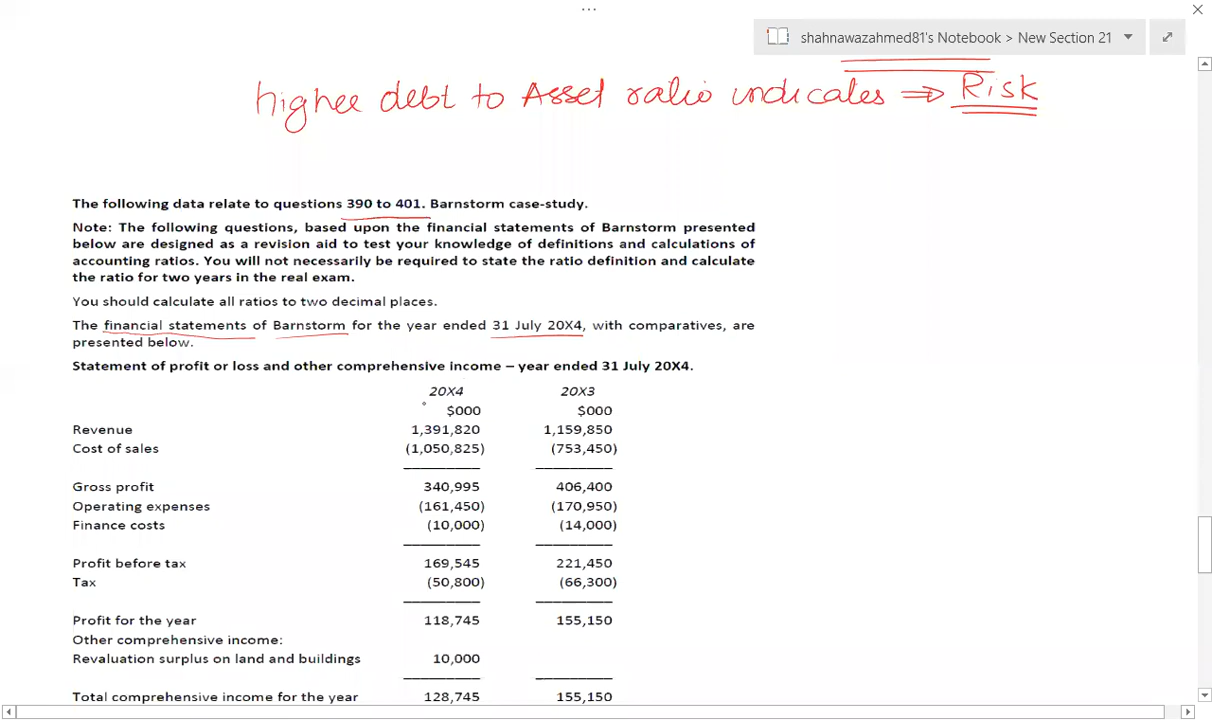 shahnawazahmed81's Notebook > New Section 21
higher debt to Asset ratio indicates ⇒ Risk
The following data relate to questions 390 to 401. Barnstorm case-study.
Note: The following questions, based upon the financial statements of Barnstorm presented
below are designed as a revision aid to test your knowledge of definitions and calculations of
accounting ratios. You will not necessarily be required to state the ratio definition and calculate
the ratio for two years in the real exam.
You should calculate all ratios to two decimal places.
The financial statements of Barnstorm for the year ended 31 July 20X4, with comparatives, are
presented below.
Statement of profit or loss and other comprehensive income – year ended 31 July 20X4.
20X4 20X3
$000 $000
Revenue 1,391,820 1,159,850
Cost of sales (1,050,825) (753,450)
Gross profit 340,995 406,400
Operating expenses (161,450) (170,950)
Finance costs (10,000) (14,000)
Profit before tax 169,545 221,450
Tax (50,800) (66,300)
Profit for the year 118,745 155,150
Other comprehensive income:
Revaluation surplus on land and buildings 10,000
Total comprehensive income for the year 128,745 155,150